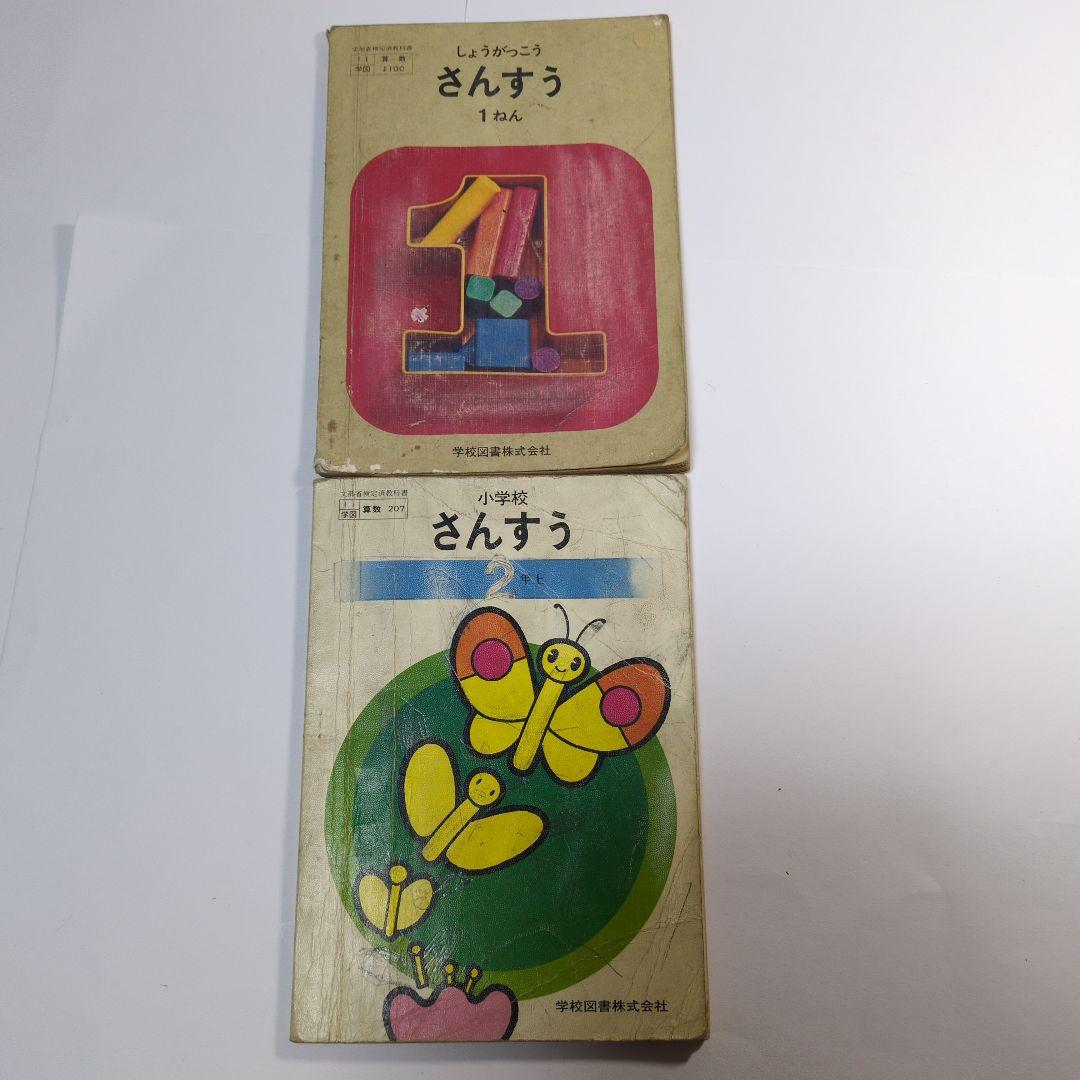 文部省検定済教科書
11 算数
学図 1100
しょうがっこう
さんすう
1ねん
学校図書株式会社
文部省検定済教科書
11
学図 算数 207
小学校
さんすう
2年上
学校図書株式会社